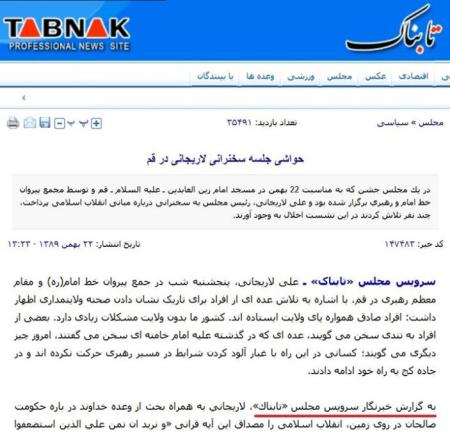 TABNAK
PROFESSIONAL NEWS SITE
تابناک
اقتصادی
عکس
مجلس
ورزشی
وعده ها
با بینندگان
مجلس » سیاسی
تعداد بازدید: ۳۵۴۹۱
حواشی جلسه سخنرانی لاریجانی در قم
در یک مجلس جشن که به مناسبت 22 بهمن در مسجد امام زین العابدین ـ علیه السلام ـ قم و توسط مجمع پیروان
خط امام و رهبری برگزار شده بود و علی لاریجانی، رئیس مجلس به سخنرانی درباره مبانی انقلاب اسلامی پرداخت،
چند نفر تلاش کردند در این نشست اخلال به وجود آورند.
کد خبر: ۱۴۷۴۸۳
تاریخ انتشار: ۲۲ بهمن ۱۳۸۹ - ۱۳:۲۳
سرویس مجلس «تابناک» ـ علی لاریجانی، پنجشنبه شب در جمع پیروان خط امام(ره) و مقام
معظم رهبری در قم، با اشاره به تلاش عده ای از افراد برای تاریک نشان دادن صحنه ولایتمداری اظهار
داشت: افراد صادق همواره پای ولایت ایستاده اند. کشور ما بدون ولایت مشکلات زیادی دارد. بعضی از
افراد به تندی سخن می گویند. عده ای که در گذشته علیه امام خامنه ای سخن می گفتند، امروز چیز
دیگری می گویند؛ کسانی در این راه با غبار آلود کردن شرایط در مسیر رهبری حرکت نکرده اند و در
جاده کج به راه خود ادامه دادند.
به گزارش خبرنگار سرویس مجلس «تابناک»، لاریجانی به همراه بحث از وعده خداوند در باره حکومت
صالحان در روی زمین، انقلاب اسلامی را مصداق این آیه قرآنی «و نرید ان نمن علی الذین استضعفوا